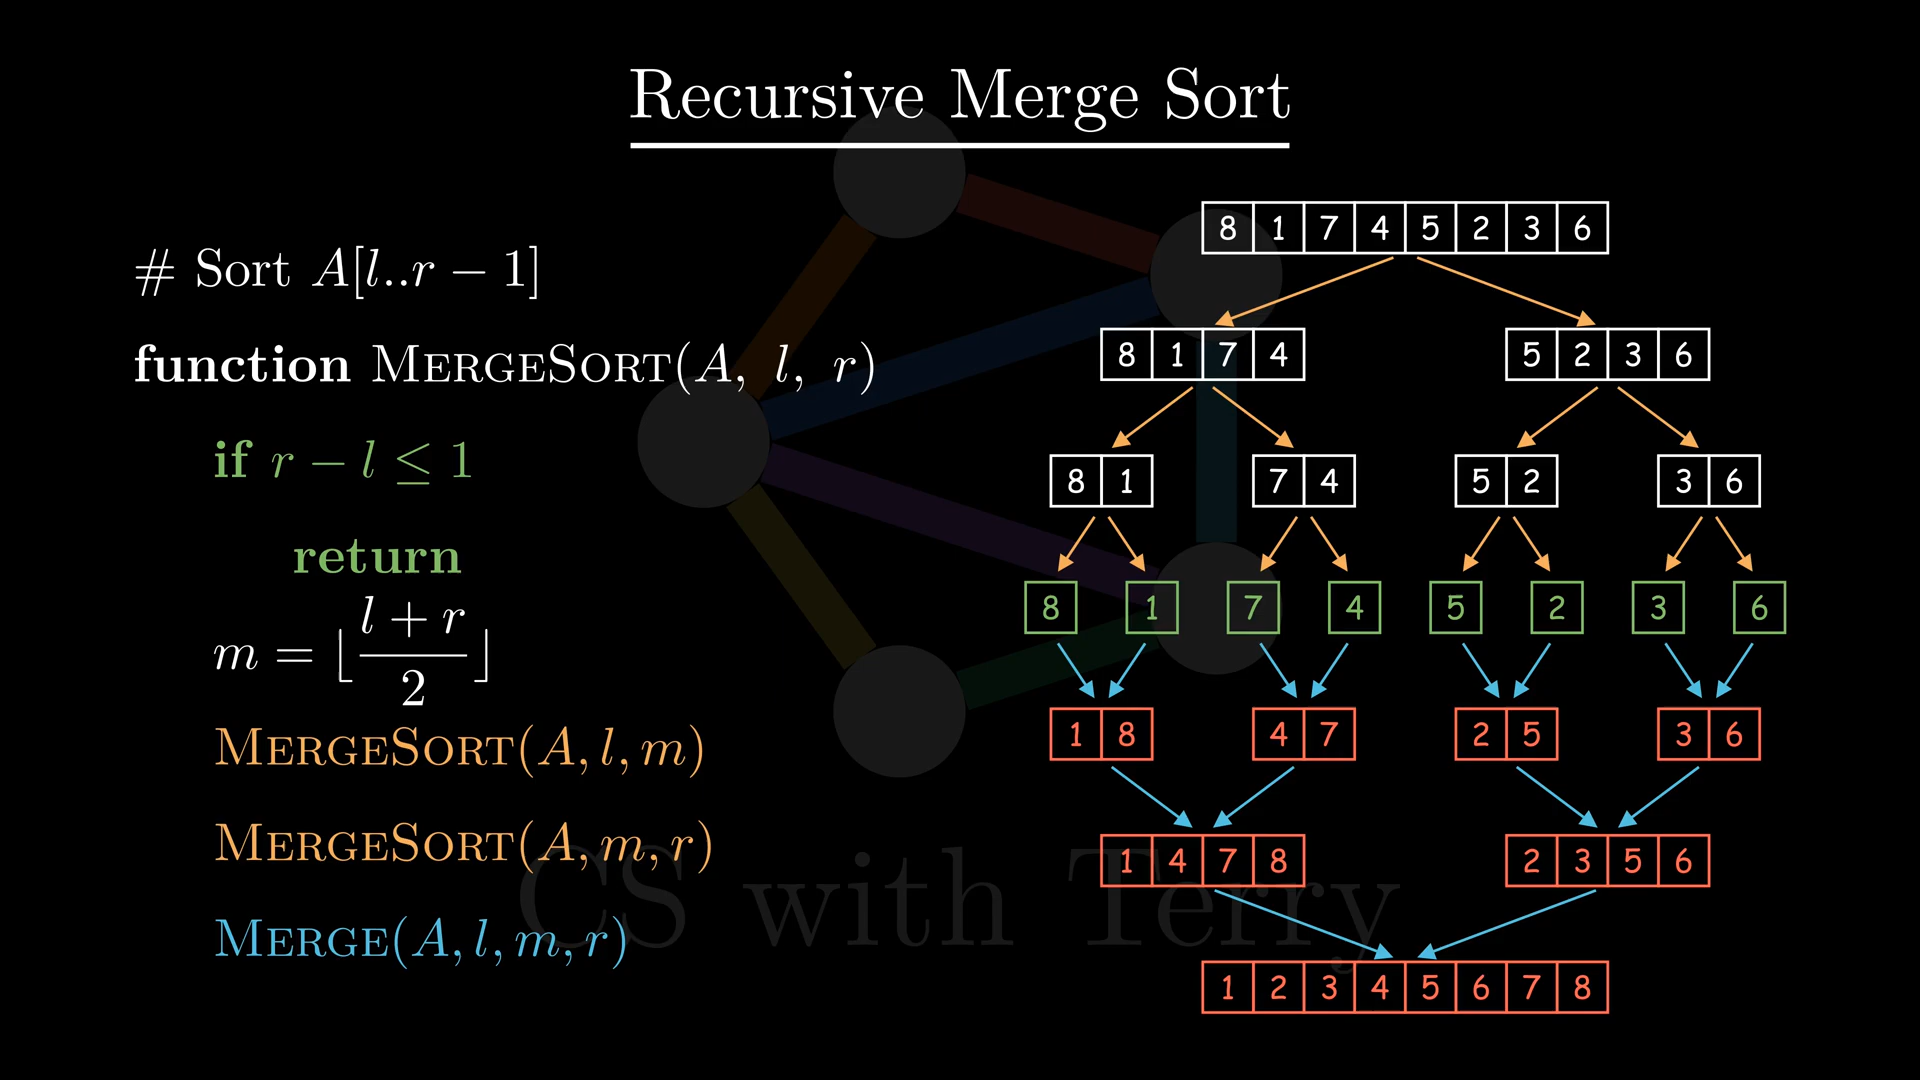 Recursive Merge Sort
# Sort A[l..r − 1]
function MERGESORT(A, l, r)
if r − l ≤ 1
return
m = ⌊(l + r)/2⌋
MERGESORT(A, l, m)
MERGESORT(A, m, r)
MERGE(A, l, m, r)
8 1 7 4 5 2 3 6
8 1 7 4 5 2 3 6
8 1 7 4 5 2 3 6
8 1 7 4 5 2 3 6
1 8 4 7 2 5 3 6
1 4 7 8 2 3 5 6
1 2 3 4 5 6 7 8
CS with Terry